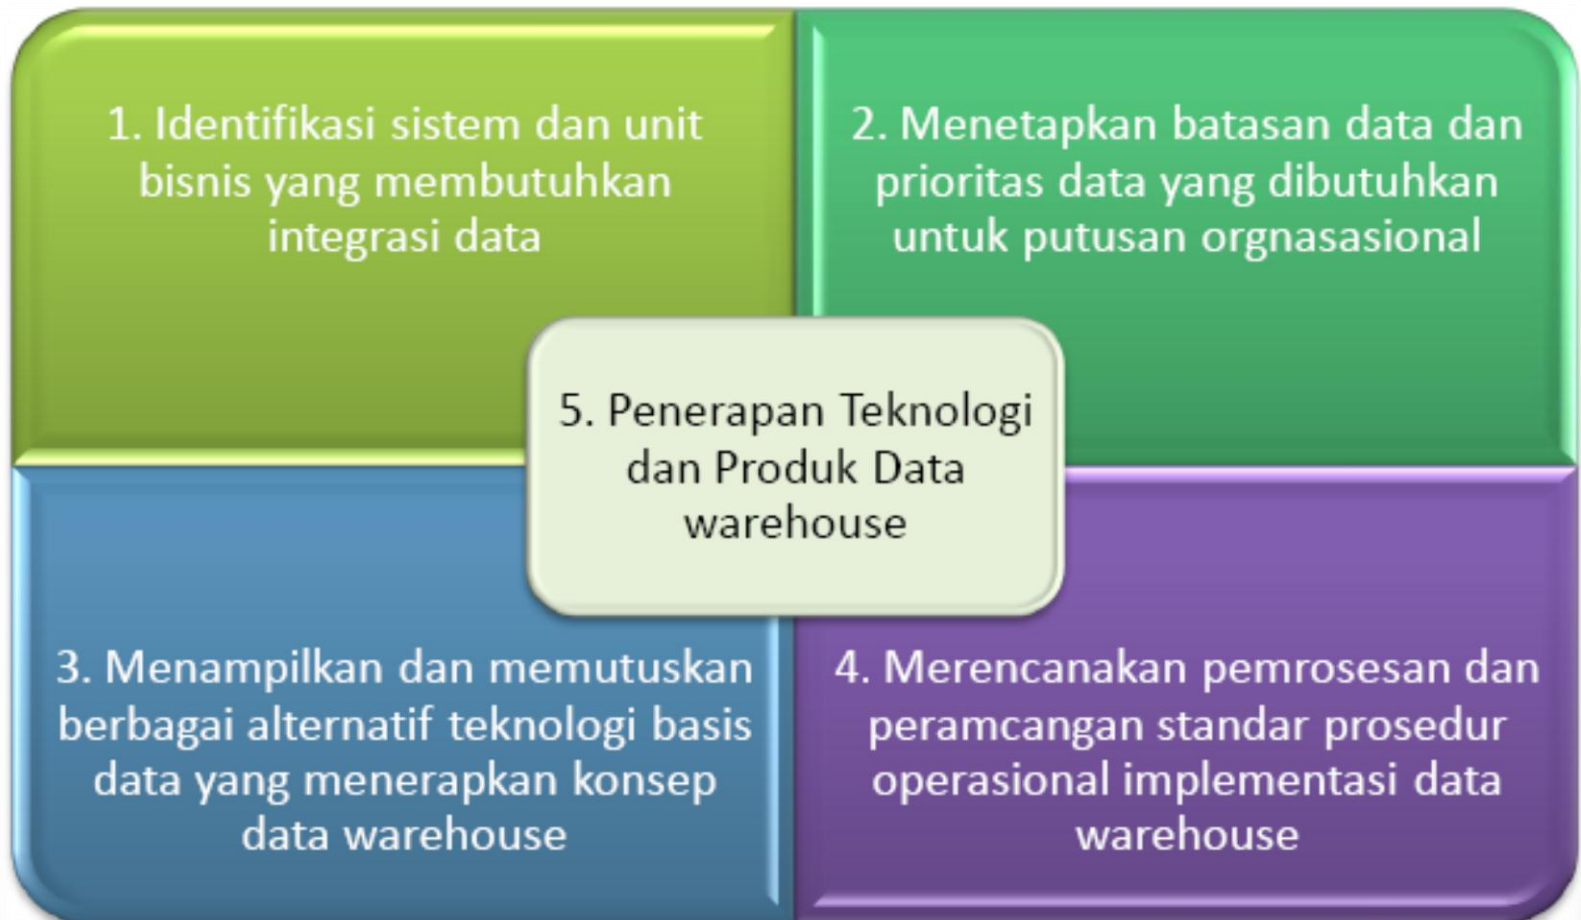 1. Identifikasi sistem dan unit
bisnis yang membutuhkan
integrasi data
2. Menetapkan batasan data dan
prioritas data yang dibutuhkan
untuk putusan orgnasasional
5. Penerapan Teknologi
dan Produk Data
warehouse
3. Menampilkan dan memutuskan
berbagai alternatif teknologi basis
data yang menerapkan konsep
data warehouse
4. Merencanakan pemrosesan dan
peramcangan standar prosedur
operasional implementasi data
warehouse